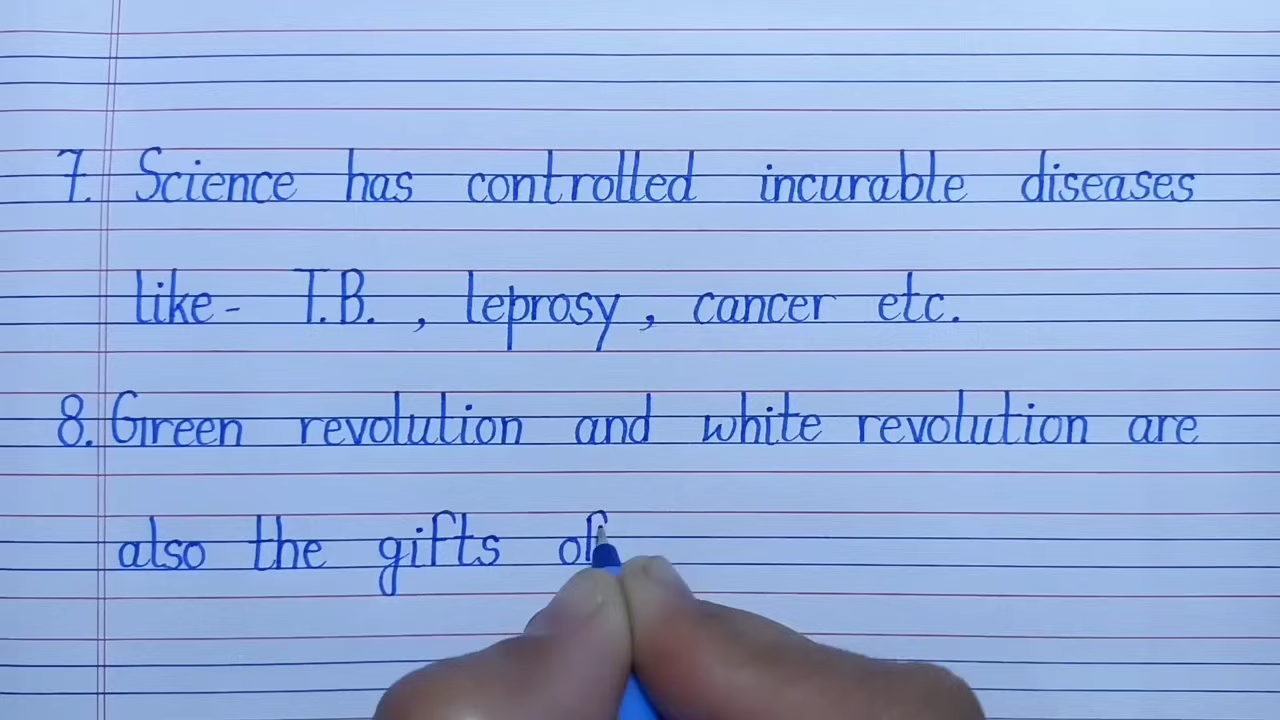 7. Science has controlled incurable diseases
like - T.B. , leprosy , cancer etc.
8. Green revolution and white revolution are
also the gifts of